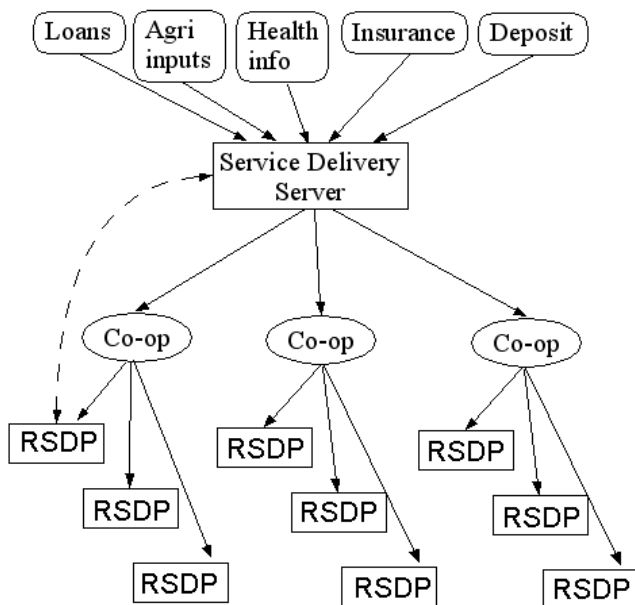 Loans
Agri
inputs
Health
info
Insurance
Deposit
Service Delivery
Server
Co-op
Co-op
Co-op
RSDP
RSDP
RSDP
RSDP
RSDP
RSDP
RSDP
RSDP
RSDP